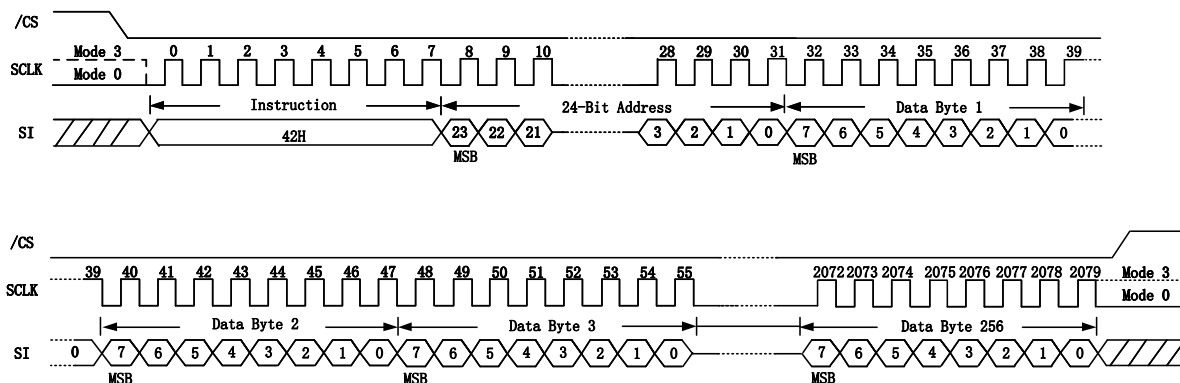 /CS
Mode 3 0 1 2 3 4 5 6 7 8 9 10 28 29 30 31 32 33 34 35 36 37 38 39
SCLK
Mode 0
Instruction 24-Bit Address Data Byte 1
SI 42H 23 22 21 3 2 1 0 7 6 5 4 3 2 1 0
MSB MSB
/CS
39 40 41 42 43 44 45 46 47 48 49 50 51 52 53 54 55 2072 2073 2074 2075 2076 2077 2078 2079 Mode 3
SCLK Mode 0
Data Byte 2 Data Byte 3 Data Byte 256
SI 0 7 6 5 4 3 2 1 0 7 6 5 4 3 2 1 0 7 6 5 4 3 2 1 0
MSB MSB MSB